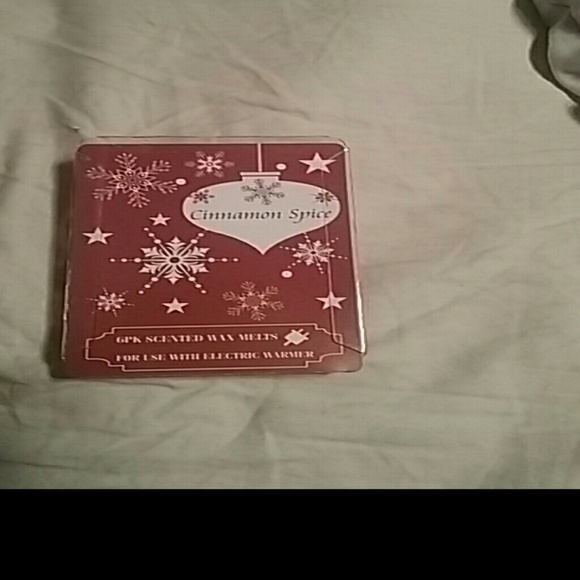 Cinnamon Spice
6PK SCENTED WAX MELTS
FOR USE WITH ELECTRIC WARMER